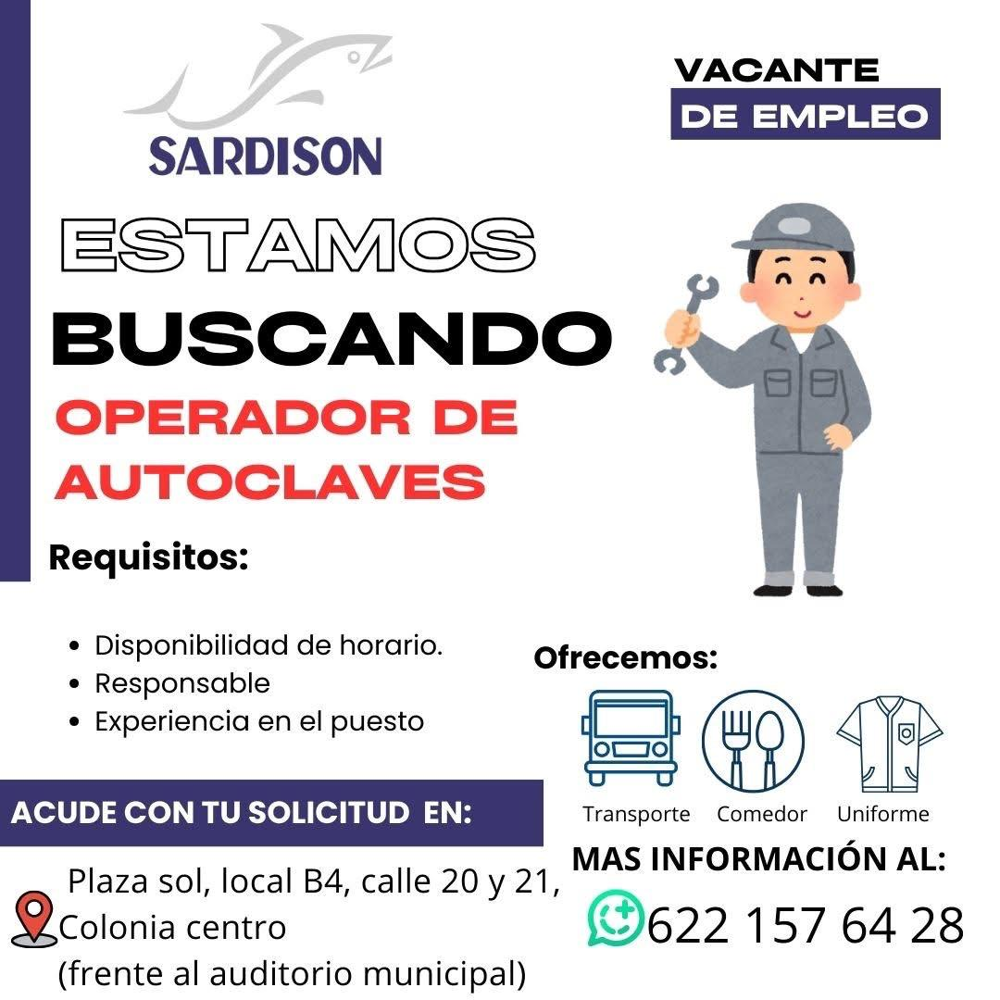 SARDISON
VACANTE
DE EMPLEO
ESTAMOS
BUSCANDO
OPERADOR DE
AUTOCLAVES
Requisitos:
• Disponibilidad de horario.
• Responsable
• Experiencia en el puesto
Ofrecemos:
Transporte Comedor Uniforme
ACUDE CON TU SOLICITUD EN:
Plaza sol, local B4, calle 20 y 21,
Colonia centro
(frente al auditorio municipal)
MAS INFORMACIÓN AL:
622 157 64 28